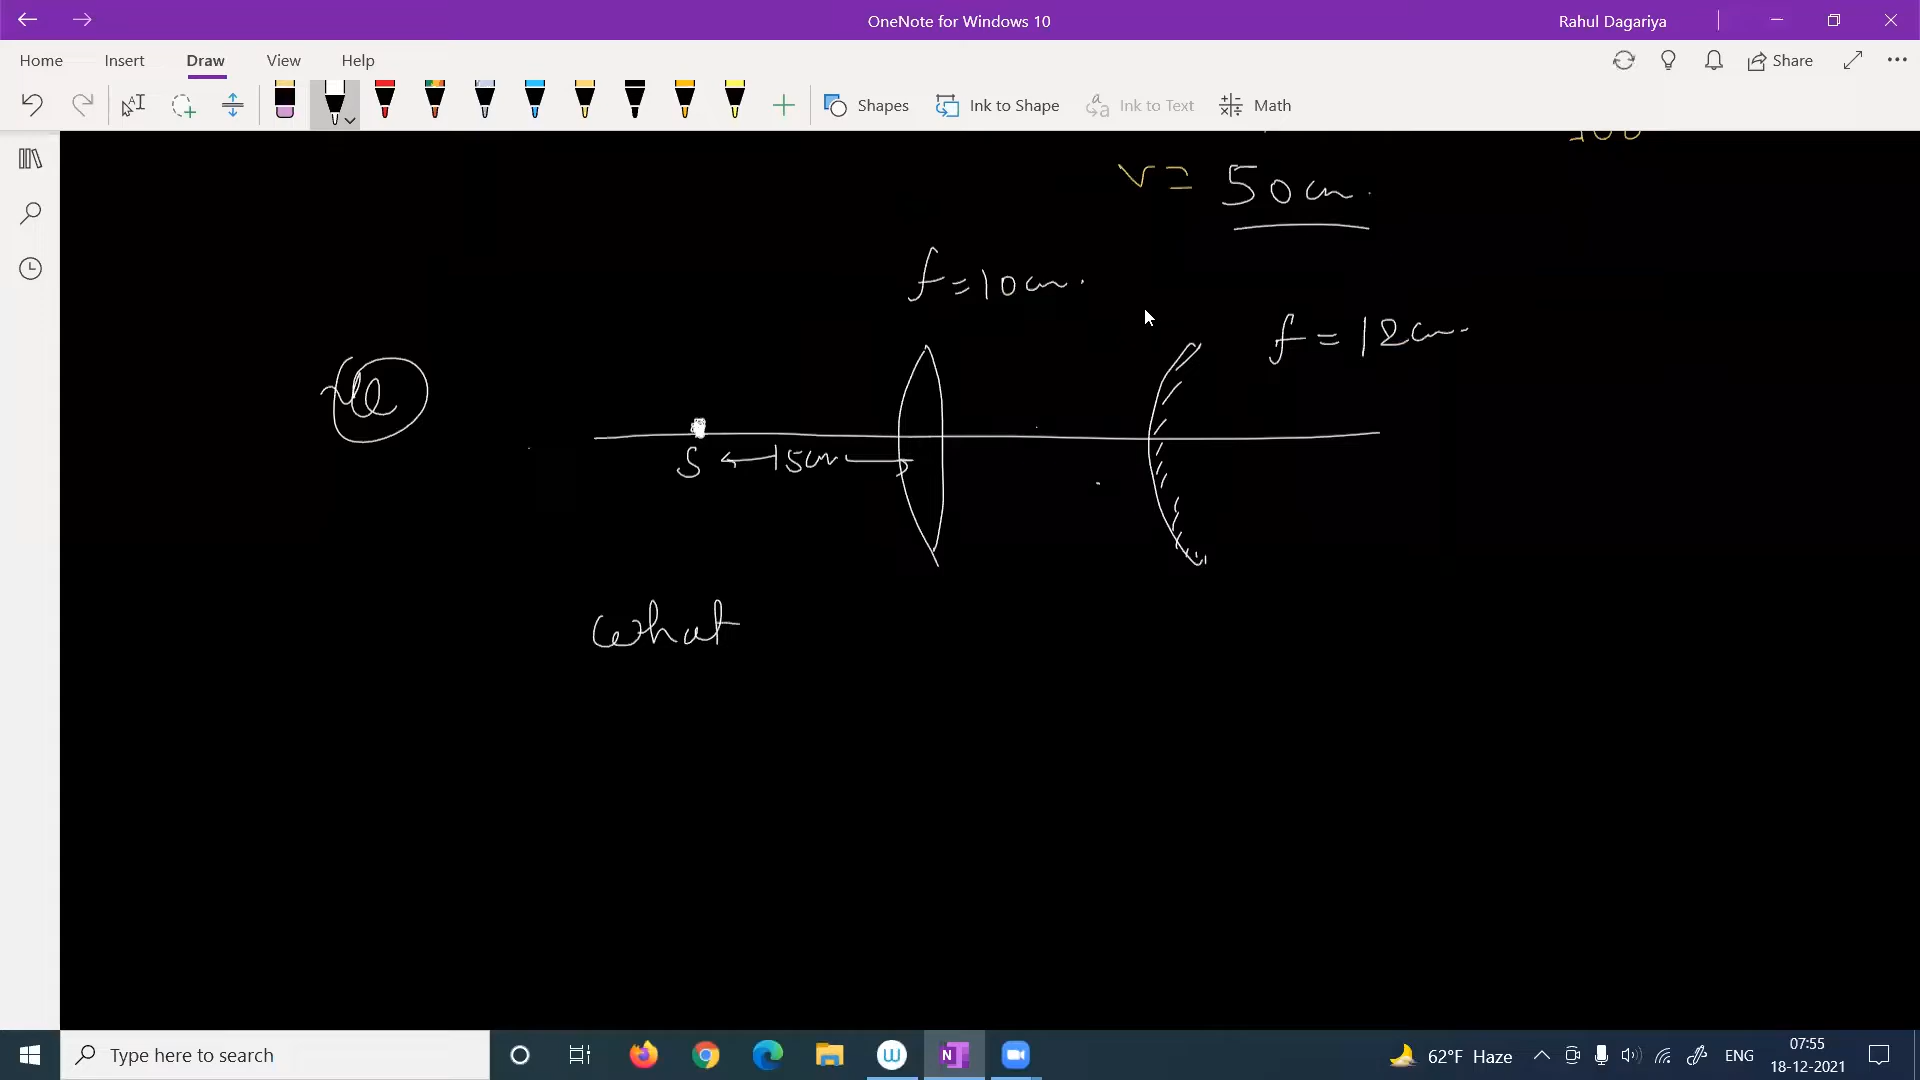 OneNote for Windows 10
Rahul Dagariya
Home Insert Draw View Help
Share
Shapes Ink to Shape Ink to Text Math
100
v = 50cm.
f = 10cm.
f = 12cm.
S 15cm
What
Type here to search
62°F Haze
ENG
07:55
18-12-2021